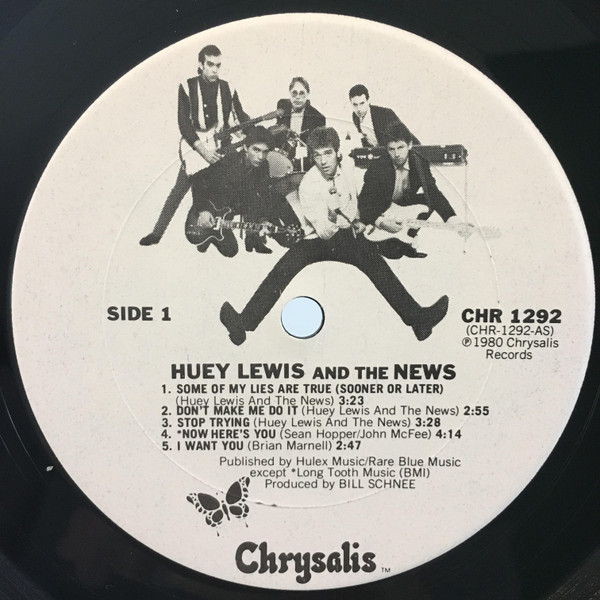 SIDE 1
CHR 1292
(CHR-1292-AS)
℗1980 Chrysalis
Records
HUEY LEWIS AND THE NEWS
1. SOME OF MY LIES ARE TRUE (SOONER OR LATER)
(Huey Lewis And The News) 3:23
2. DON'T MAKE ME DO IT (Huey Lewis And The News) 2:55
3. STOP TRYING (Huey Lewis And The News) 3:28
4. *NOW HERE'S YOU (Sean Hopper/John McFee) 4:14
5. I WANT YOU (Brian Marnell) 2:47
Published by Hulex Music/Rare Blue Music
except *Long Tooth Music (BMI)
Produced by BILL SCHNEE
Chrysalis TM